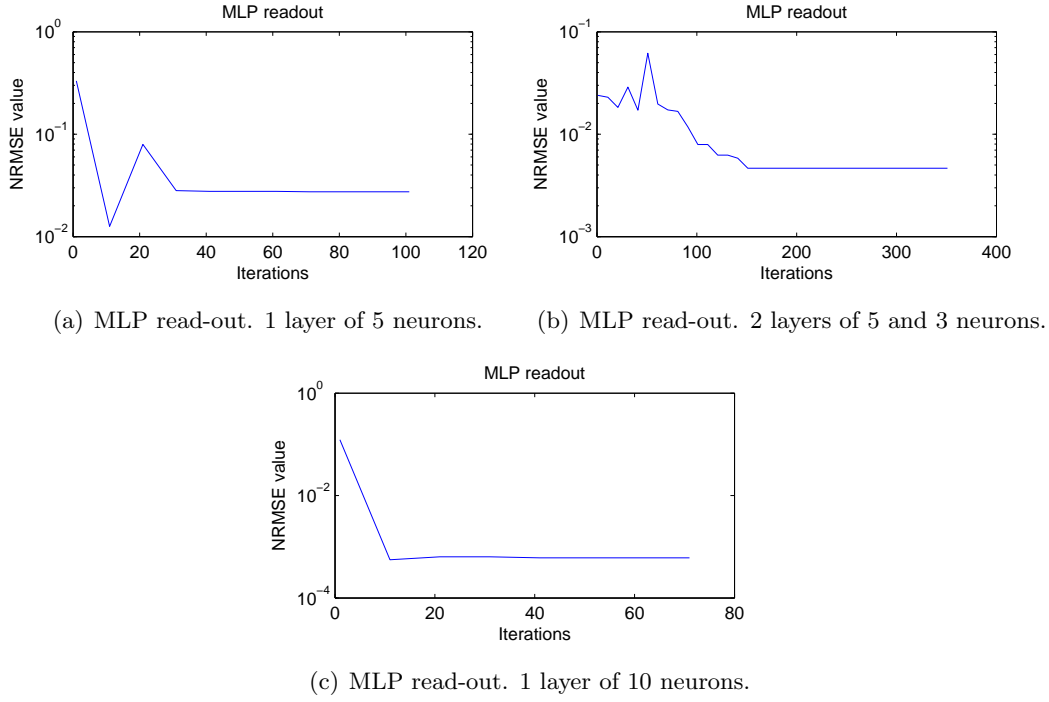 MLP readout
10^0
10^−1
10^−2
NRMSE value
0 20 40 60 80 100 120
Iterations
(a) MLP read-out. 1 layer of 5 neurons.
MLP readout
10^−1
10^−2
10^−3
NRMSE value
0 100 200 300 400
Iterations
(b) MLP read-out. 2 layers of 5 and 3 neurons.
MLP readout
10^0
10^−2
10^−4
NRMSE value
0 20 40 60 80
Iterations
(c) MLP read-out. 1 layer of 10 neurons.